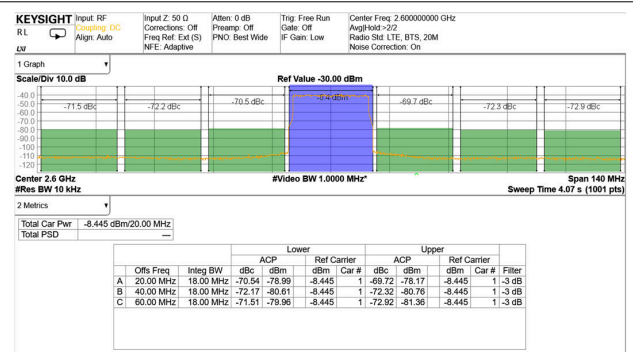 KEYSIGHT Input: RF Input Z: 50 Ω Atten: 0 dB Trig: Free Run Center Freq: 2.600000000 GHz
RL Coupling: DC Corrections: Off Preamp: Off Gate: Off Avg|Hold:>2/2
Align: Auto Freq Ref: Ext (S) PNO: Best Wide IF Gain: Low Radio Std: LTE, BTS, 20M
LXI NFE: Adaptive Noise Correction: On
1 Graph
Scale/Div 10.0 dB Ref Value -30.00 dBm
-40.0
-50.0
-60.0
-70.0
-80.0
-90.0
-100
-110
-120
-71.5 dBc -72.2 dBc -70.5 dBc -8.4 dBm -69.7 dBc -72.3 dBc -72.9 dBc
Center 2.6 GHz #Video BW 1.0000 MHz* Span 140 MHz
#Res BW 10 kHz Sweep Time 4.07 s (1001 pts)
2 Metrics
Total Car Pwr -8.445 dBm/20.00 MHz
Total PSD —
Lower Upper
ACP Ref Carrier ACP Ref Carrier
Offs Freq Integ BW dBc dBm dBm Car # dBc dBm dBm Car # Filter
A 20.00 MHz 18.00 MHz -70.54 -78.99 -8.445 1 -69.72 -78.17 -8.445 1 -3 dB
B 40.00 MHz 18.00 MHz -72.17 -80.61 -8.445 1 -72.32 -80.76 -8.445 1 -3 dB
C 60.00 MHz 18.00 MHz -71.51 -79.96 -8.445 1 -72.92 -81.36 -8.445 1 -3 dB